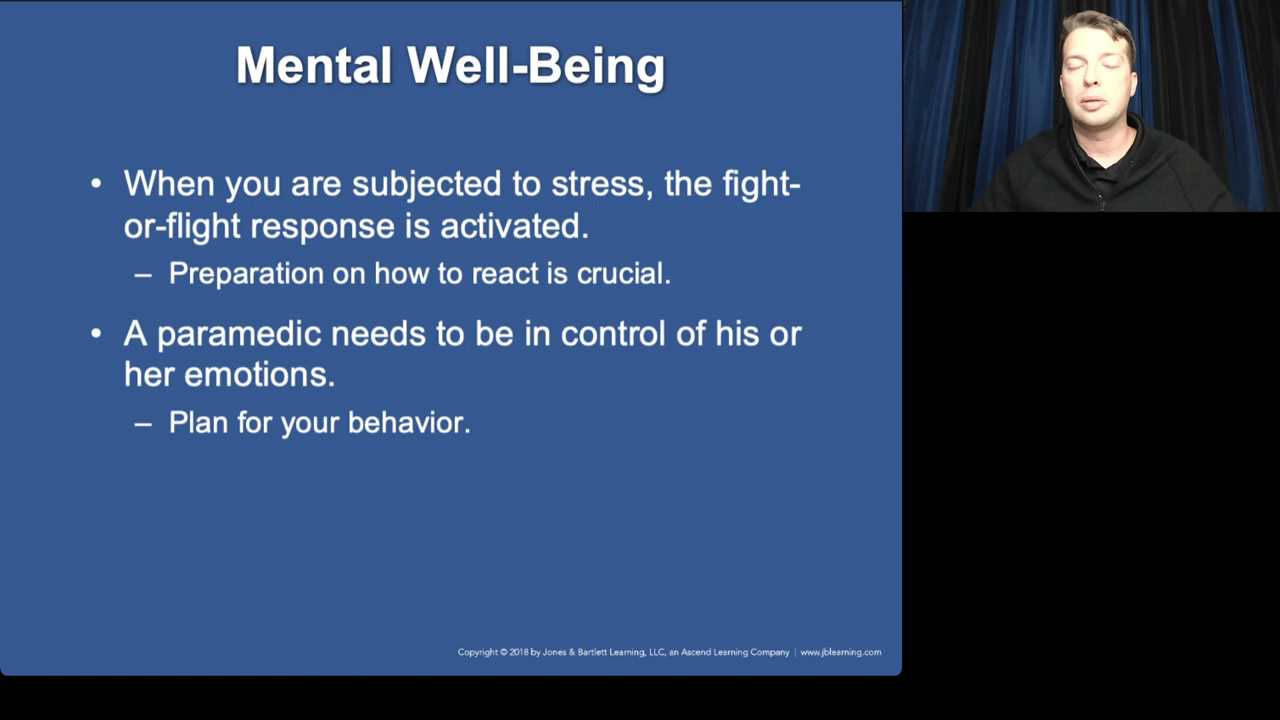 Mental Well-Being
• When you are subjected to stress, the fight-
or-flight response is activated.
– Preparation on how to react is crucial.
• A paramedic needs to be in control of his or
her emotions.
– Plan for your behavior.
Copyright © 2018 by Jones & Bartlett Learning, LLC, an Ascend Learning Company | www.jblearning.com